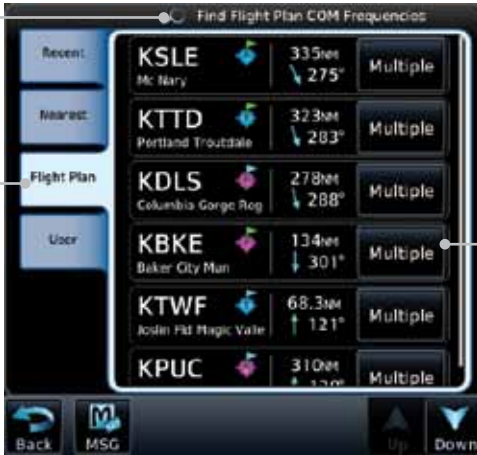 Find Flight Plan COM Frequencies
Recent
Nearest
Flight Plan
User
KSLE 335NM Multiple
Mc Nary 275°
KTTD 323NM Multiple
Portland Troutdale 283°
KDLS 278NM Multiple
Columbia Gorge Reg 288°
KBKE 134NM Multiple
Baker City Mun 301°
KTWF 68.3NM Multiple
Joslin Fld Magic Valle 121°
KPUC 310NM Multiple
Back MSG Up Down